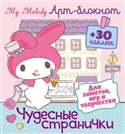 My Melody Арт-блокнот
+30
наклеек
Для заметок,
игр и
творчества
Чудесные
странички